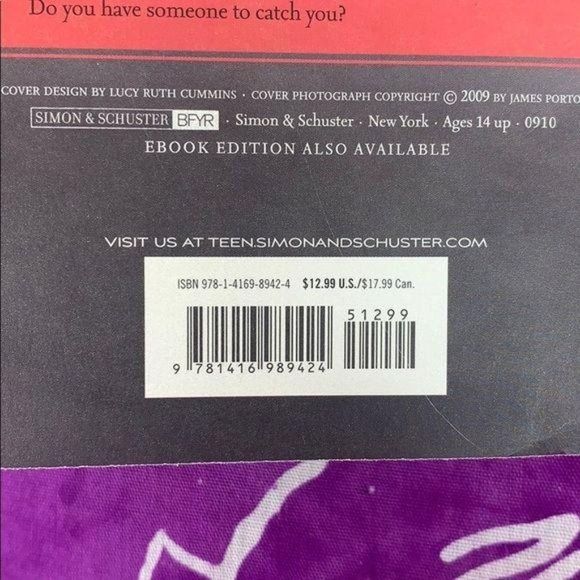 Do you have someone to catch you?
COVER DESIGN BY LUCY RUTH CUMMINS · COVER PHOTOGRAPH COPYRIGHT © 2009 BY JAMES PORTO
SIMON & SCHUSTER BFYR · Simon & Schuster · New York · Ages 14 up · 0910
EBOOK EDITION ALSO AVAILABLE
VISIT US AT TEEN.SIMONANDSCHUSTER.COM
ISBN 978-1-4169-8942-4 $12.99 U.S./$17.99 Can.
51299
9 781416 989424